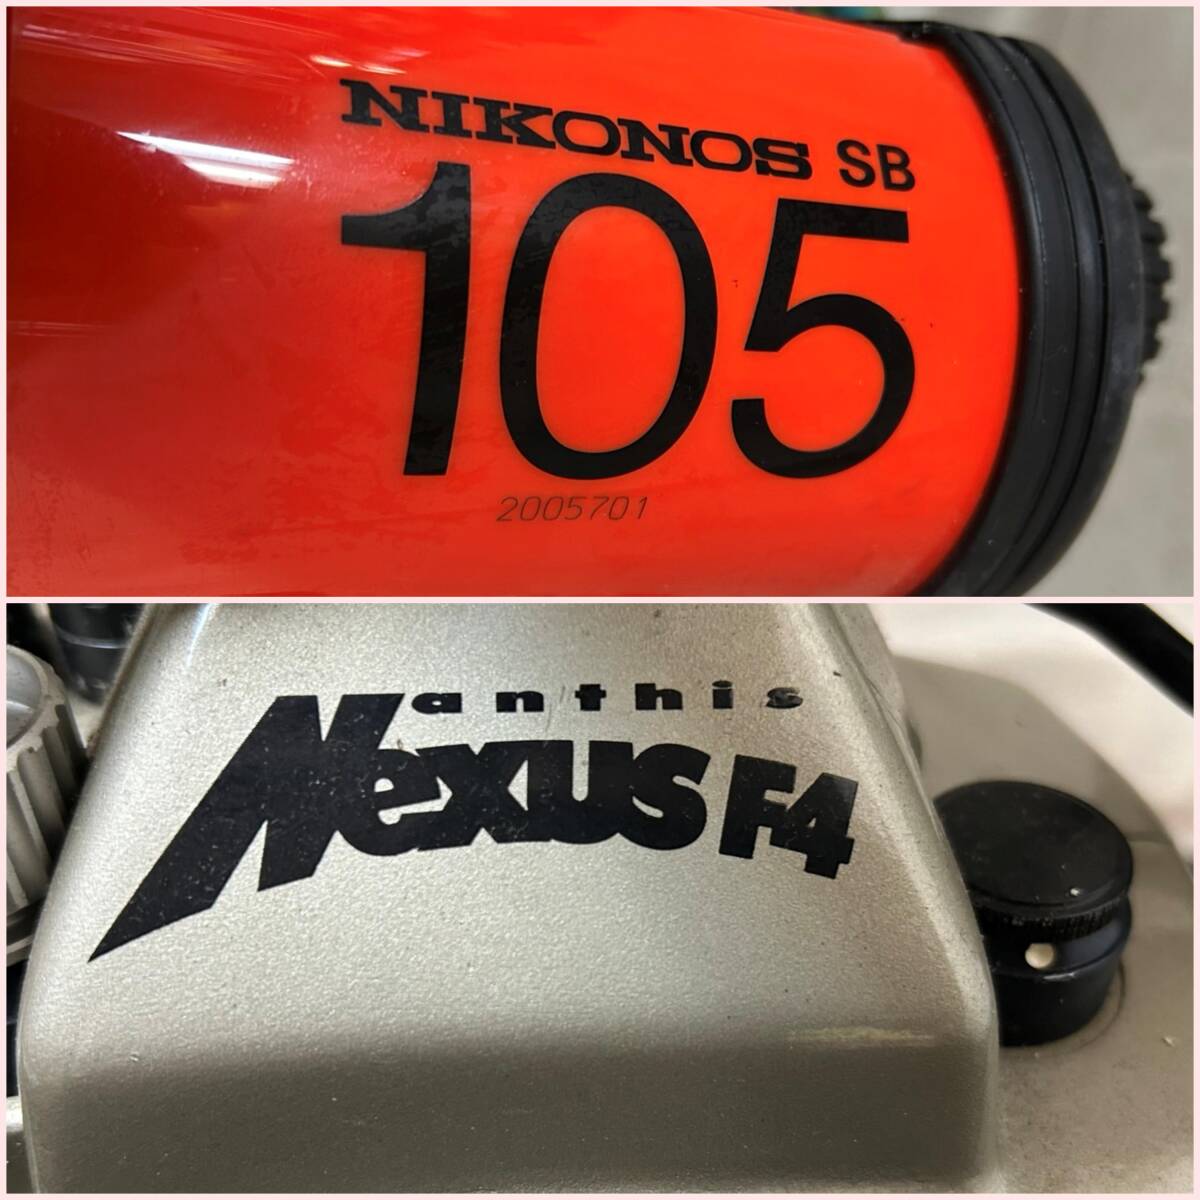 NIKONOS SB
105
2005701
anthis
Nexus F4